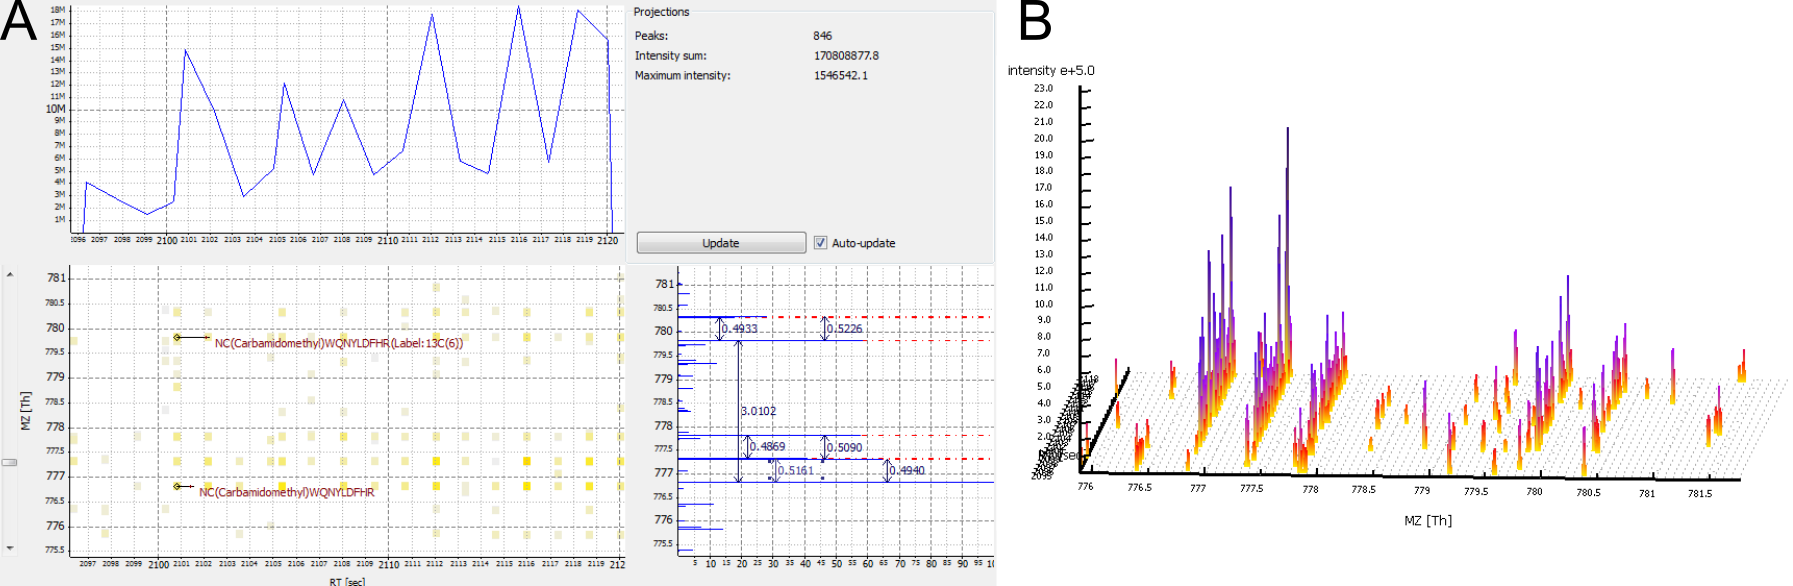 A
18M
17M
16M
15M
14M
13M
12M
11M
10M
9M
8M
7M
6M
5M
4M
3M
2M
1M
2096 2097 2098 2099 2100 2101 2102 2103 2104 2105 2106 2107 2108 2109 2110 2111 2112 2113 2114 2115 2116 2117 2118 2119 2120
Projections
Peaks: 846
Intensity sum: 170808877.8
Maximum intensity: 1546542.1
Update Auto-update
781
780.5
780
779.5
779
778.5
778
777.5
777
776.5
776
775.5
MZ [Th]
NC(Carbamidomethyl)WQNYLDFHR(Label:13C(6))
NC(Carbamidomethyl)WQNYLDFHR
2097 2098 2099 2100 2101 2102 2103 2104 2105 2106 2107 2108 2109 2110 2111 2112 2113 2114 2115 2116 2117 2118 2119 212
RT [sec]
781
780.5
780
779.5
779
778.5
778
777.5
777
776.5
776
775.5
0.4933 0.5226
3.0102
0.4869 0.5090
0.5161 0.4940
5 10 15 20 25 30 35 40 45 50 55 60 65 70 75 80 85 90 95 10
B
intensity e+5.0
23.0
22.0
21.0
20.0
19.0
18.0
17.0
16.0
15.0
14.0
13.0
12.0
11.0
10.0
9.0
8.0
7.0
6.0
5.0
4.0
3.0
2.0
2095
776 776.5 777 777.5 778 778.5 779 779.5 780 780.5 781 781.5
MZ [Th]